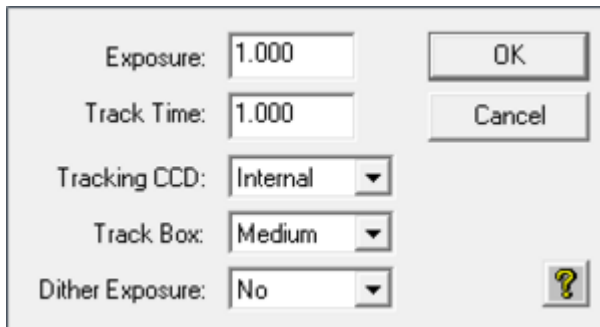 Exposure: 1.000 OK
Track Time: 1.000 Cancel
Tracking CCD: Internal
Track Box: Medium
Dither Exposure: No ?